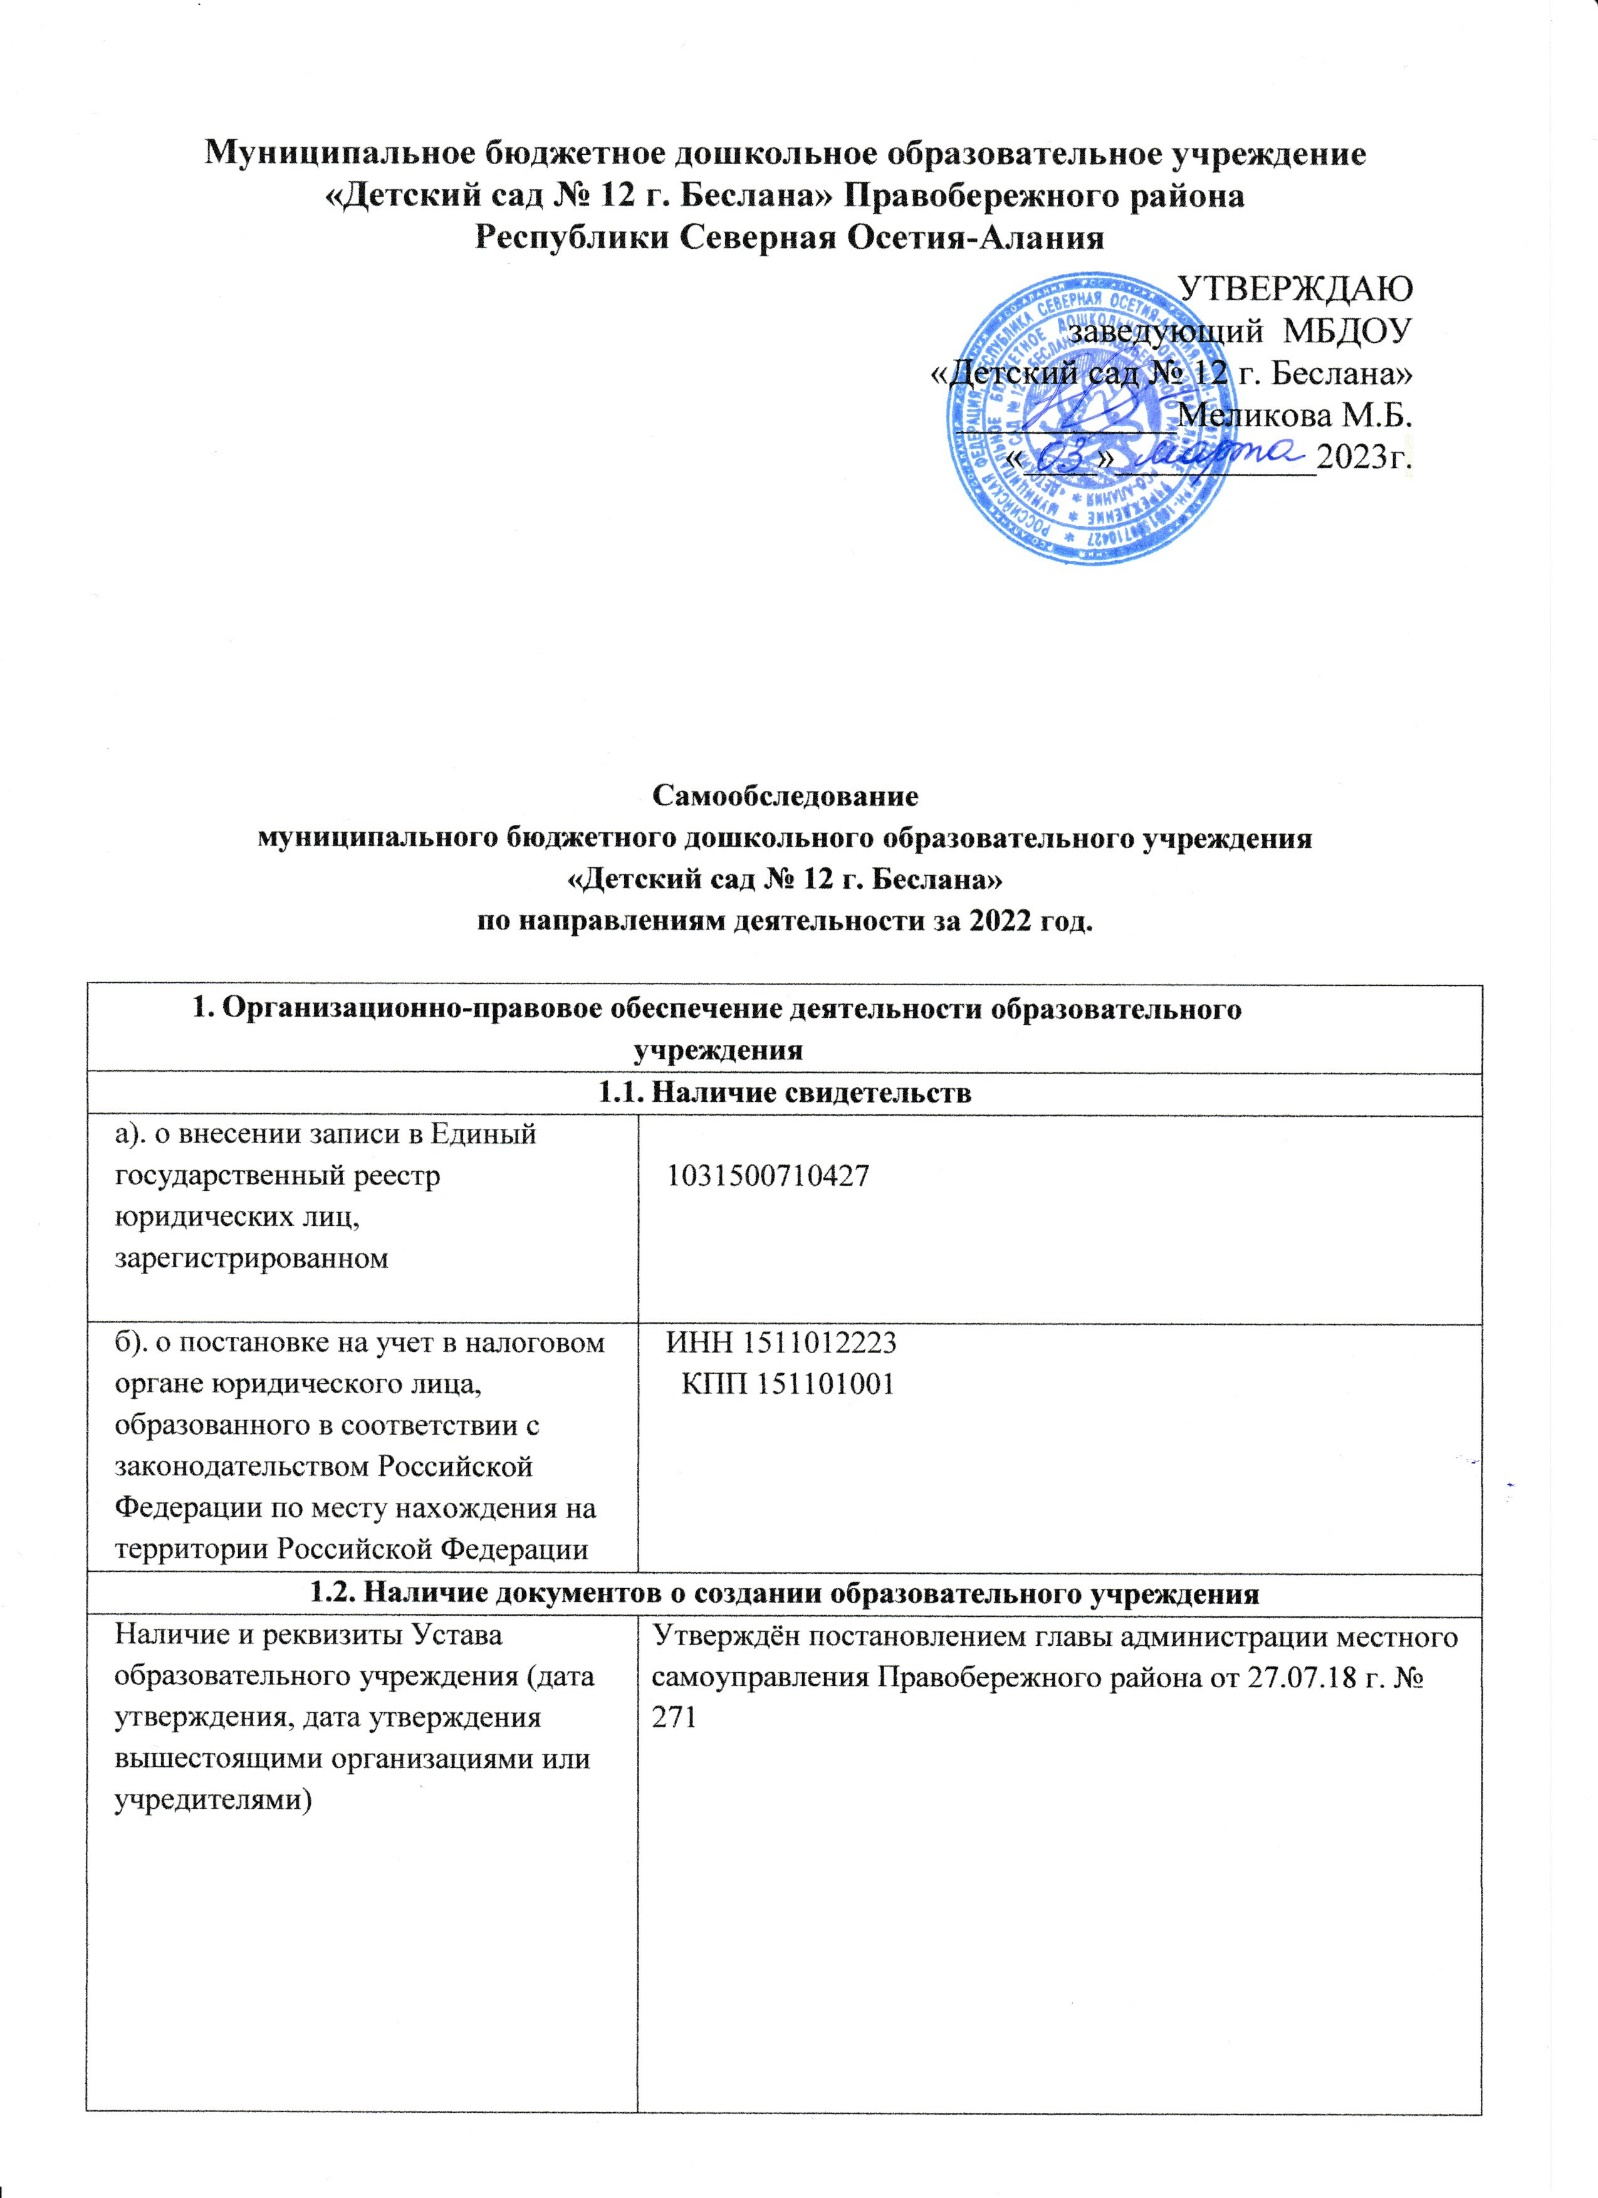 Муниципальное бюджетное дошкольное образовательное учреждение
«Детский сад № 12 г. Беслана» Правобережного района
Республики Северная Осетия-Алания
УТВЕРЖДАЮ
заведующий МБДОУ
«Детский сад № 12 г. Беслана»
Меликова М.Б.
«03» марта 2023г.
Самообследование
муниципального бюджетного дошкольного образовательного учреждения
«Детский сад № 12 г. Беслана»
по направлениям деятельности за 2022 год.
1. Организационно-правовое обеспечение деятельности образовательного
учреждения
1.1. Наличие свидетельств
а). о внесении записи в Единый
государственный реестр
юридических лиц,
зарегистрированном
1031500710427
б). о постановке на учет в налоговом
органе юридического лица,
образованного в соответствии с
законодательством Российской
Федерации по месту нахождения на
территории Российской Федерации
ИНН 1511012223
КПП 151101001
1.2. Наличие документов о создании образовательного учреждения
Наличие и реквизиты Устава
образовательного учреждения (дата
утверждения, дата утверждения
вышестоящими организациями или
учредителями)
Утверждён постановлением главы администрации местного
самоуправления Правобережного района от 27.07.18 г. №
271